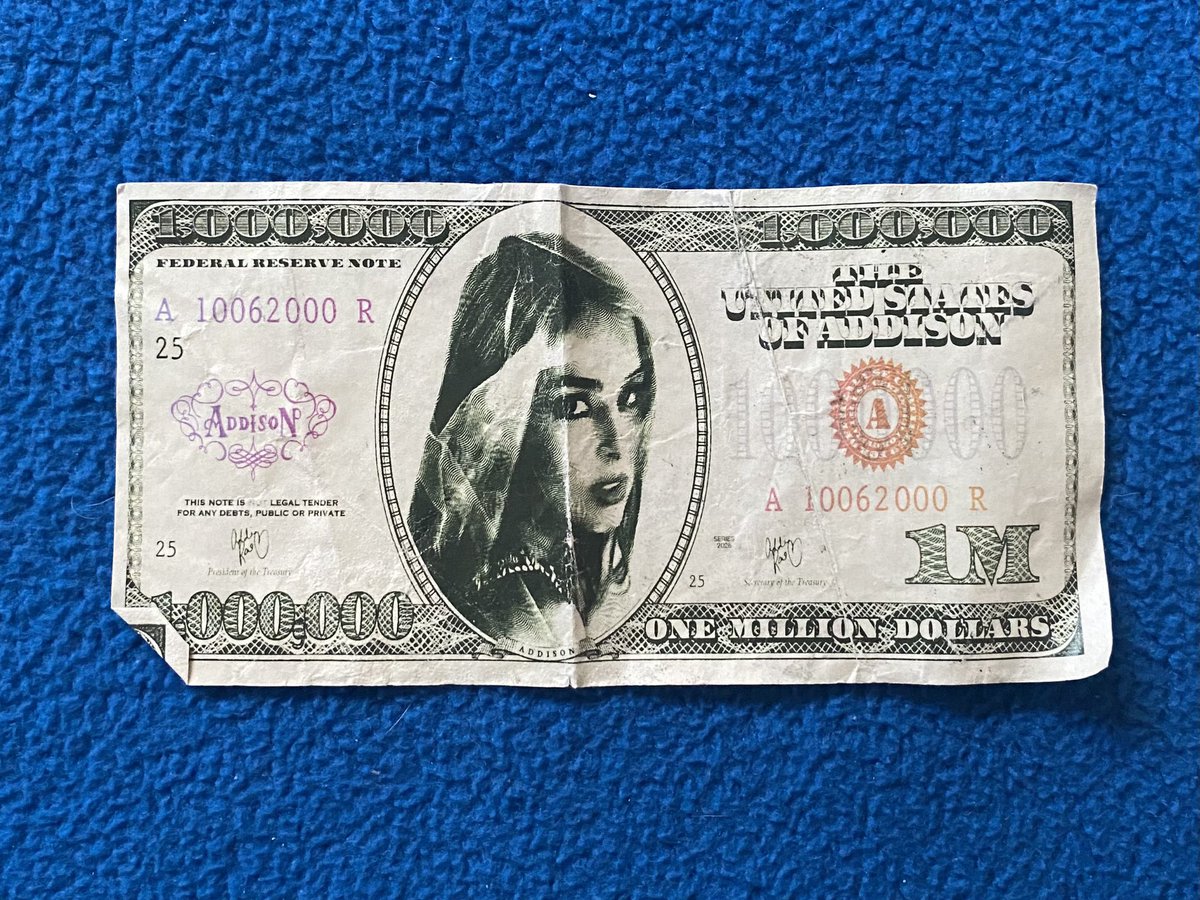 1,000,000
1,000,000
FEDERAL RESERVE NOTE
A 10062000 R
25
ADDISON
THIS NOTE IS NOT LEGAL TENDER
FOR ANY DEBTS, PUBLIC OR PRIVATE
25
President of the Treasury
1,000,000
ADDISON
THE
UNITED STATES
OF ADDISON
1000000
A
A 10062000 R
SERIES
25
Secretary of the Treasury
1M
ONE MILLION DOLLARS